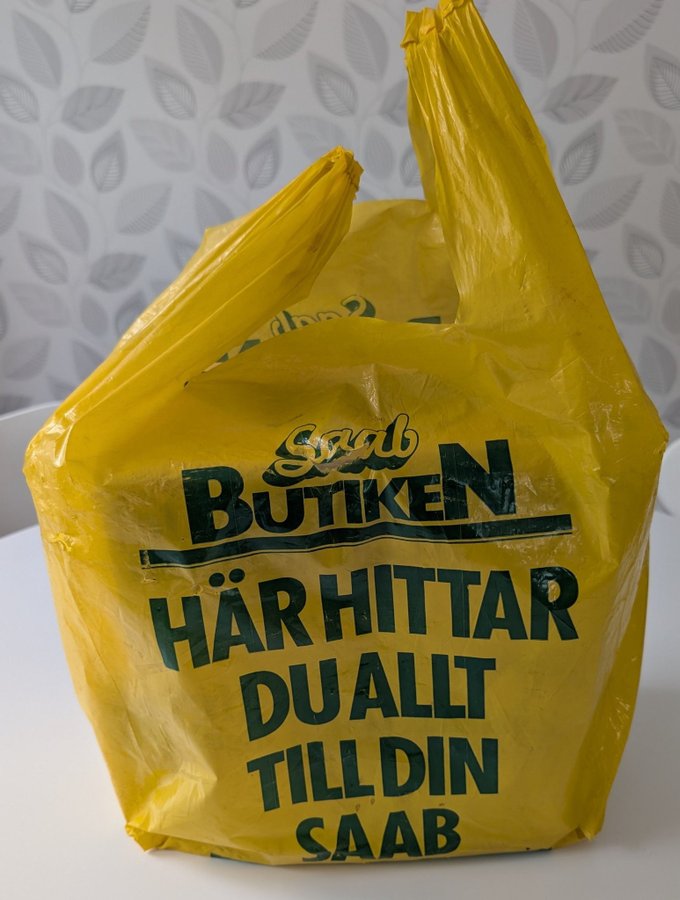 Saab
BUTIKEN
HÄR HITTAR
DU ALLT
TILL DIN
SAAB